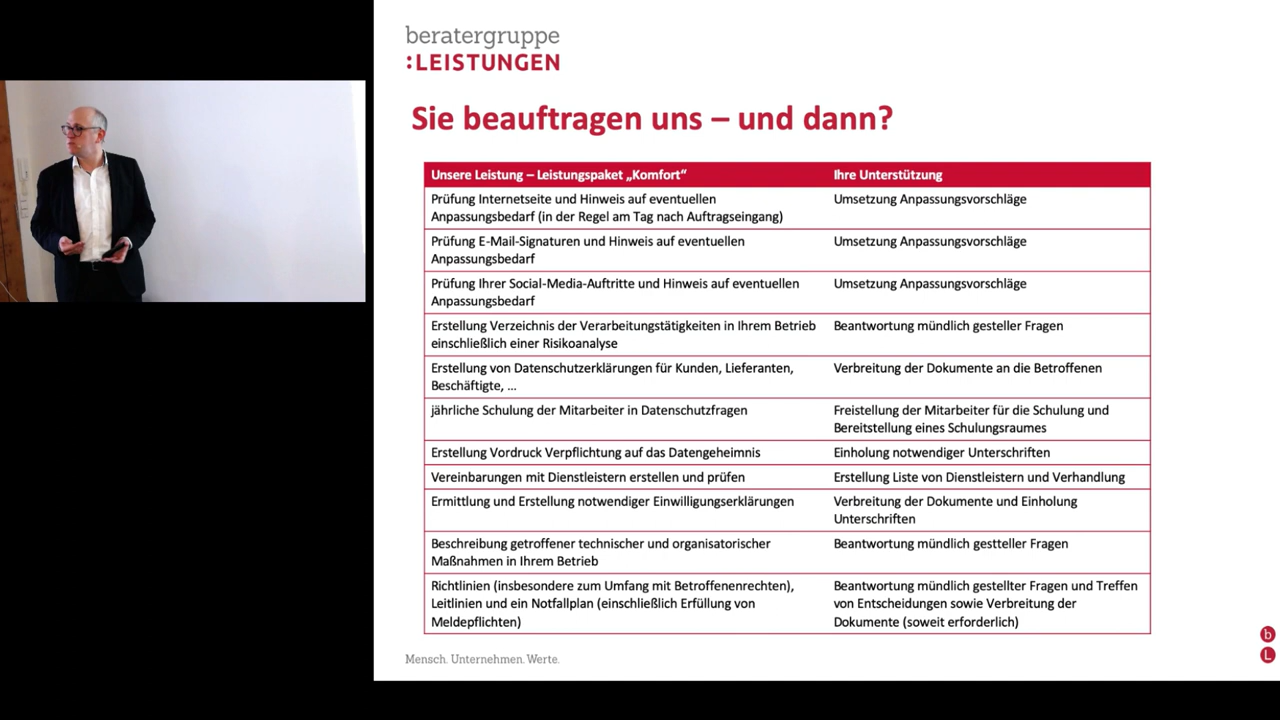 beratergruppe
:LEISTUNGEN
Sie beauftragen uns – und dann?
Unsere Leistung – Leistungspaket „Komfort“ Ihre Unterstützung
Prüfung Internetseite und Hinweis auf eventuellen
Anpassungsbedarf (in der Regel am Tag nach Auftragseingang)
Umsetzung Anpassungsvorschläge
Prüfung E-Mail-Signaturen und Hinweis auf eventuellen
Anpassungsbedarf
Umsetzung Anpassungsvorschläge
Prüfung Ihrer Social-Media-Auftritte und Hinweis auf eventuellen
Anpassungsbedarf
Umsetzung Anpassungsvorschläge
Erstellung Verzeichnis der Verarbeitungstätigkeiten in Ihrem Betrieb
einschließlich einer Risikoanalyse
Beantwortung mündlich gesteller Fragen
Erstellung von Datenschutzerklärungen für Kunden, Lieferanten,
Beschäftigte, …
Verbreitung der Dokumente an die Betroffenen
jährliche Schulung der Mitarbeiter in Datenschutzfragen
Freistellung der Mitarbeiter für die Schulung und
Bereitstellung eines Schulungsraumes
Erstellung Vordruck Verpflichtung auf das Datengeheimnis
Einholung notwendiger Unterschriften
Vereinbarungen mit Dienstleistern erstellen und prüfen
Erstellung Liste von Dienstleistern und Verhandlung
Ermittlung und Erstellung notwendiger Einwilligungserklärungen
Verbreitung der Dokumente und Einholung
Unterschriften
Beschreibung getroffener technischer und organisatorischer
Maßnahmen in Ihrem Betrieb
Beantwortung mündlich gestteller Fragen
Richtlinien (insbesondere zum Umfang mit Betroffenenrechten),
Leitlinien und ein Notfallplan (einschließlich Erfüllung von
Meldepflichten)
Beantwortung mündlich gestellter Fragen und Treffen
von Entscheidungen sowie Verbreitung der
Dokumente (soweit erforderlich)
Mensch. Unternehmen. Werte.
b
L